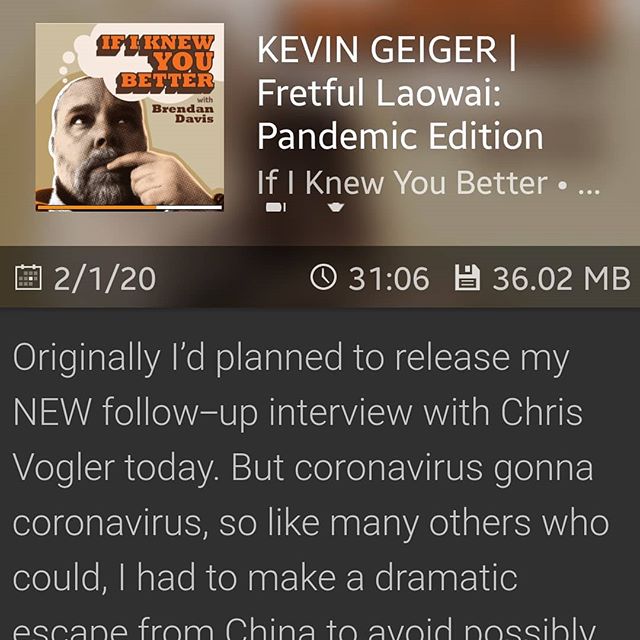 IF I KNEW
YOU
BETTER
with
Brendan
Davis
KEVIN GEIGER |
Fretful Laowai:
Pandemic Edition
If I Knew You Better • ...
2/1/20
31:06
36.02 MB
Originally I’d planned to release my
NEW follow–up interview with Chris
Vogler today. But coronavirus gonna
coronavirus, so like many others who
could, I had to make a dramatic
escape from China to avoid possibly